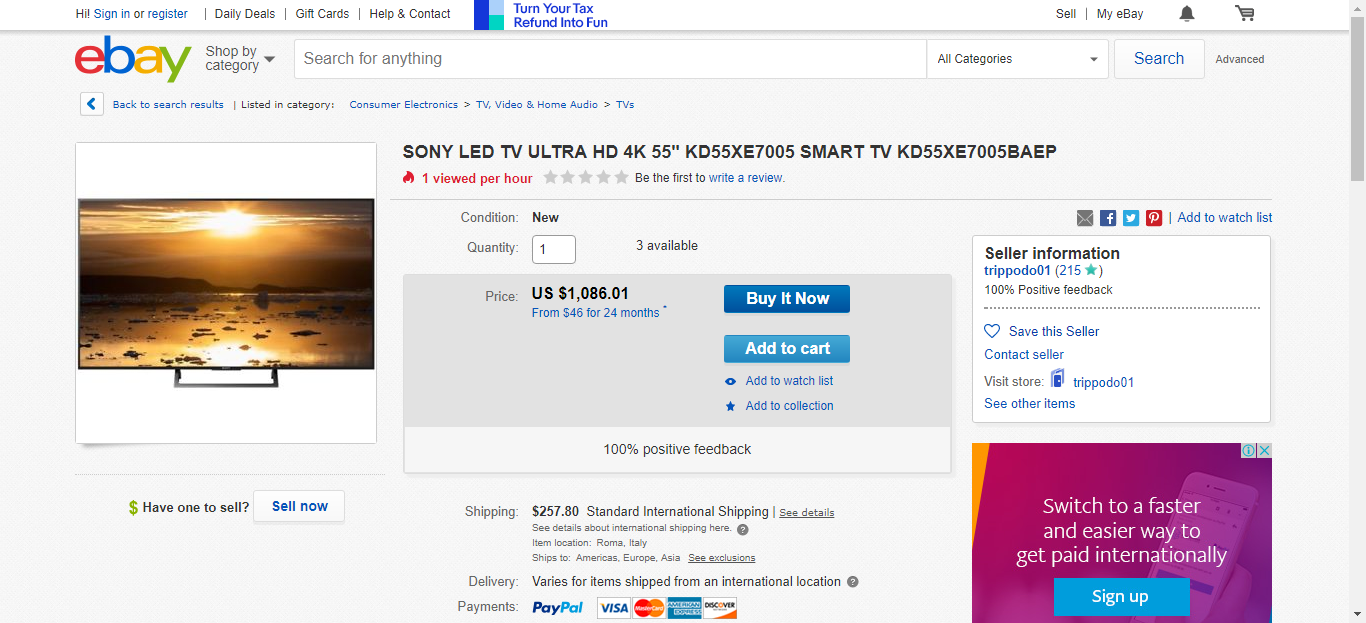 Hi! Sign in or register | Daily Deals | Gift Cards | Help & Contact
Turn Your Tax
Refund Into Fun
Sell | My eBay
ebay
Shop by
category
Search for anything
All Categories
Search
Advanced
Back to search results | Listed in category: Consumer Electronics > TV, Video & Home Audio > TVs
SONY LED TV ULTRA HD 4K 55" KD55XE7005 SMART TV KD55XE7005BAEP
1 viewed per hour
Be the first to write a review.
Condition: New
Quantity: 1
3 available
Price: US $1,086.01
From $46 for 24 months *
Buy It Now
Add to cart
Add to watch list
Add to collection
100% positive feedback
Shipping: $257.80 Standard International Shipping | See details
See details about international shipping here. ?
Item location: Roma, Italy
Ships to: Americas, Europe, Asia See exclusions
Delivery: Varies for items shipped from an international location ?
Payments: PayPal VISA MasterCard AMERICAN EXPRESS DISCOVER
$ Have one to sell? Sell now
| Add to watch list
Seller information
trippodo01 (215 )
100% Positive feedback
Save this Seller
Contact seller
Visit store: trippodo01
See other items
Switch to a faster
and easier way to
get paid internationally
Sign up